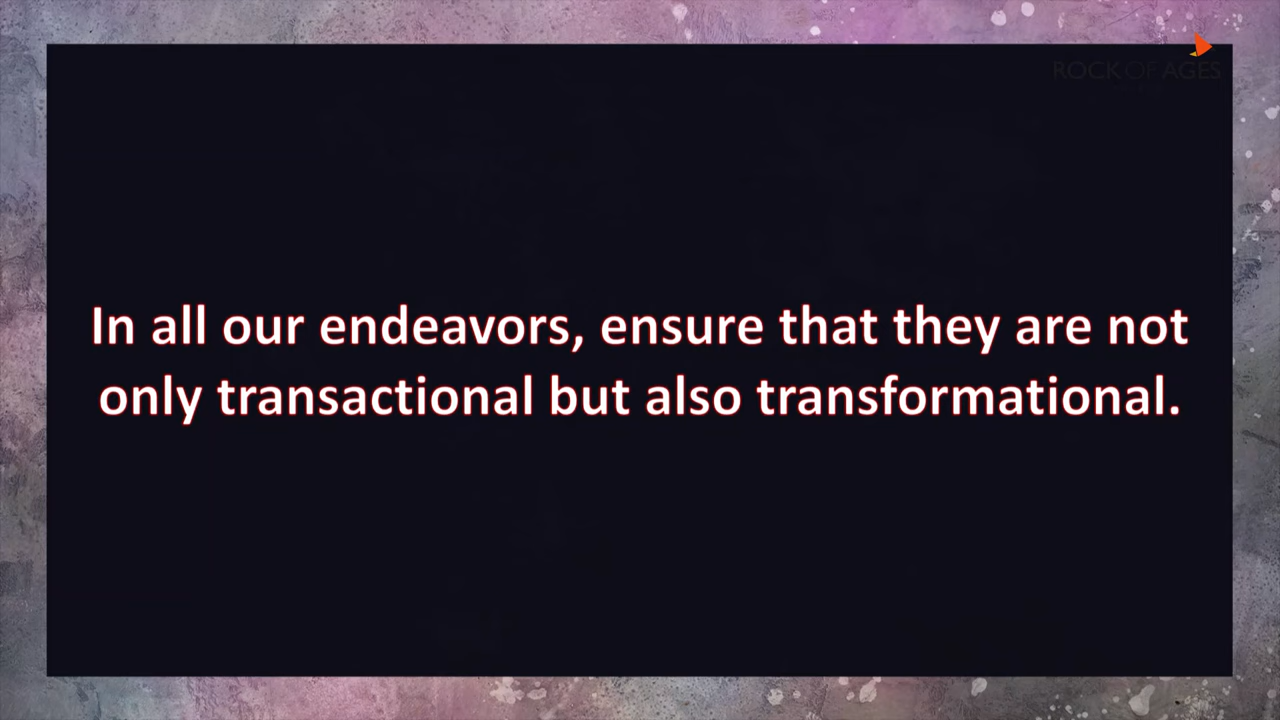 ROCK OF AGES
In all our endeavors, ensure that they are not
only transactional but also transformational.